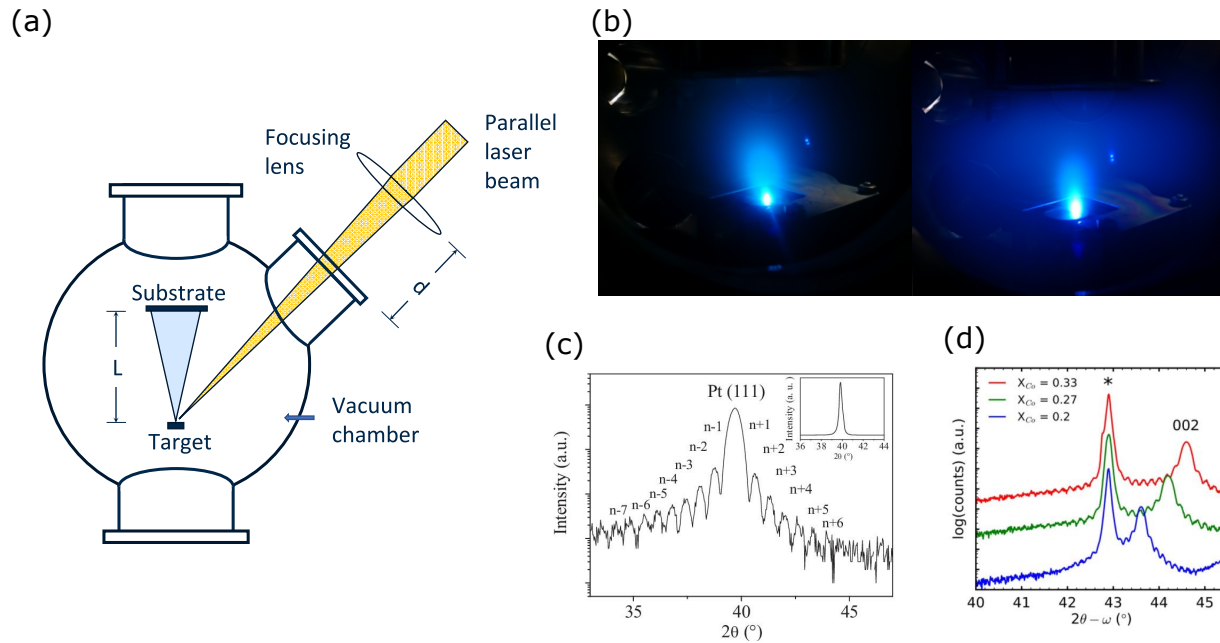 (a)
Focusing
lens
Parallel
laser
beam
d
Substrate
L
Target
Vacuum
chamber
(b)
(c)
Pt (111)
n-1
n-2
n-3
n-4
n-5
n-6
n-7
n+1
n+2
n+3
n+4
n+5
n+6
Intensity (a.u.)
35
40
45
2θ (°)
Intensity (a. u.)
36
38
40
42
44
2θ (°)
(d)
X_Co = 0.33
X_Co = 0.27
X_Co = 0.2
*
002
log(counts) (a.u.)
40
41
42
43
44
45
2θ − ω (°)